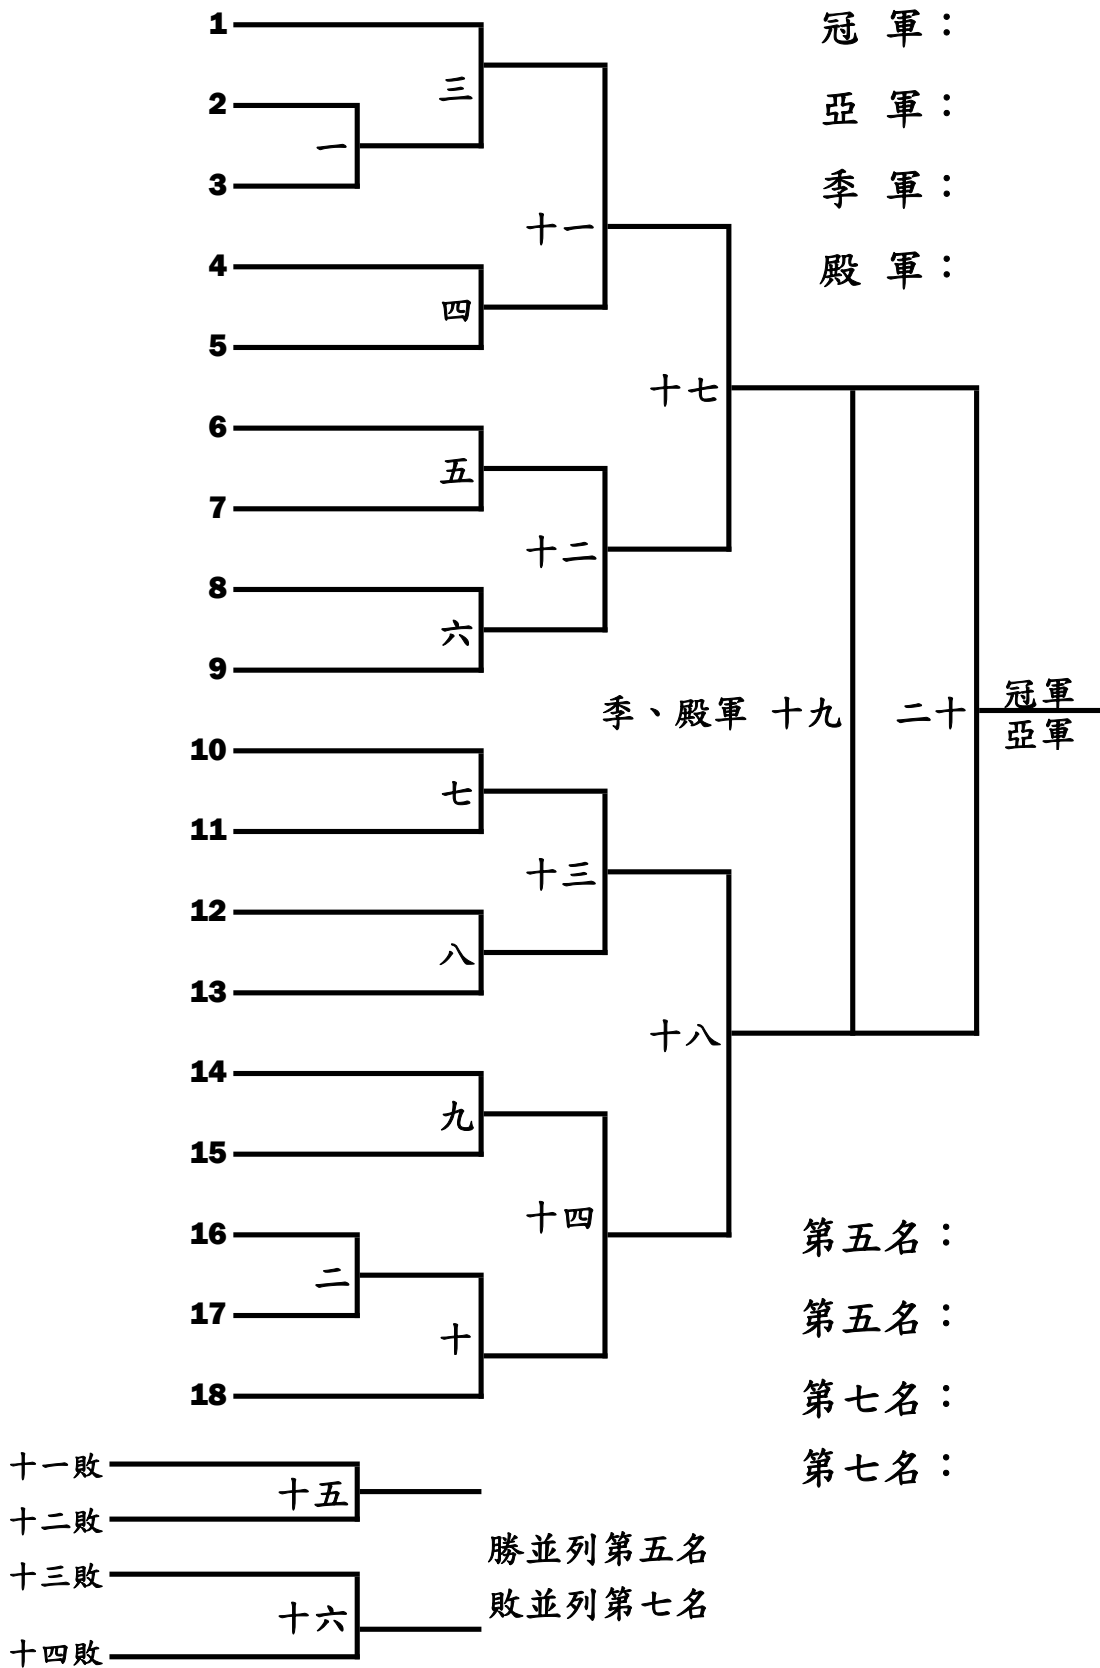 1
冠 軍：
三
2
亞 軍：
一
3
季 軍：
十一
4
殿 軍：
四
5
十七
6
五
7
十二
8
六
9
季、殿軍 十九
二十
冠軍
亞軍
10
七
11
十三
12
八
13
十八
14
九
15
十四
16
第五名：
二
17
第五名：
十
18
第七名：
十一敗
第七名：
十五
十二敗
勝並列第五名
十三敗
敗並列第七名
十六
十四敗